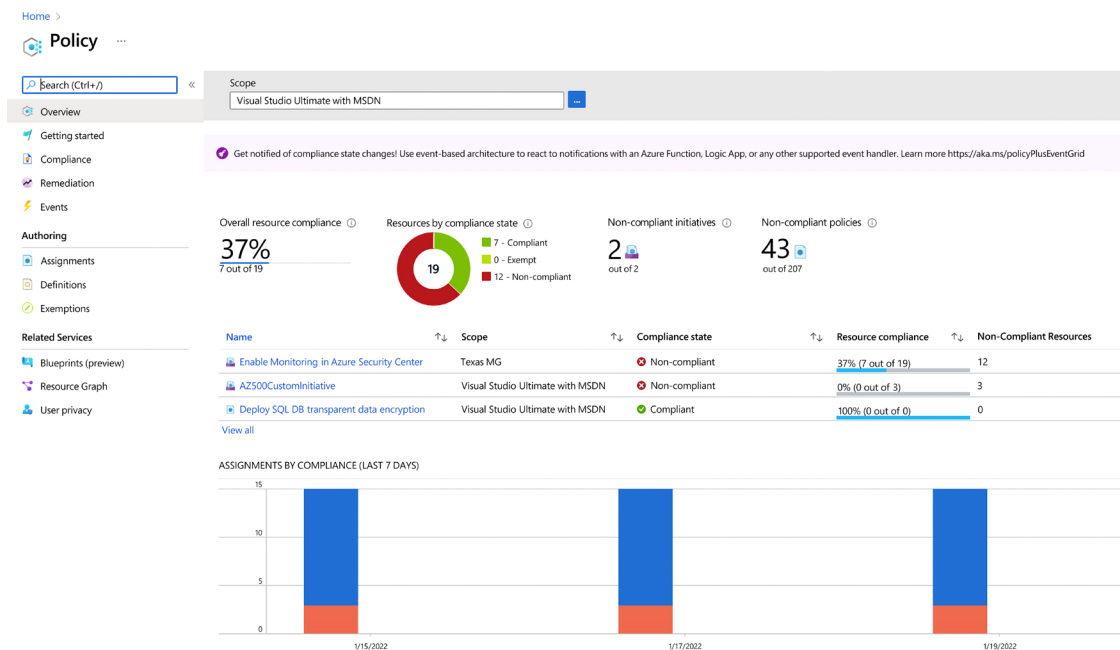 Home >
Policy ...
Search (Ctrl+/) «
Overview
Getting started
Compliance
Remediation
Events
Authoring
Assignments
Definitions
Exemptions
Related Services
Blueprints (preview)
Resource Graph
User privacy
Scope
Visual Studio Ultimate with MSDN ...
Get notified of compliance state changes! Use event-based architecture to react to notifications with an Azure Function, Logic App, or any other supported event handler. Learn more https://aka.ms/policyPlusEventGrid
Overall resource compliance
37%
7 out of 19
Resources by compliance state
19
7 - Compliant
0 - Exempt
12 - Non-compliant
Non-compliant initiatives
2
out of 2
Non-compliant policies
43
out of 207
Name ↑↓ Scope ↑↓ Compliance state ↑↓ Resource compliance ↑↓ Non-Compliant Resources
Enable Monitoring in Azure Security Center Texas MG Non-compliant 37% (7 out of 19) 12
AZ500CustomInitiative Visual Studio Ultimate with MSDN Non-compliant 0% (0 out of 3) 3
Deploy SQL DB transparent data encryption Visual Studio Ultimate with MSDN Compliant 100% (0 out of 0) 0
View all
ASSIGNMENTS BY COMPLIANCE (LAST 7 DAYS)
15
10
5
0
1/15/2022 1/17/2022 1/19/2022